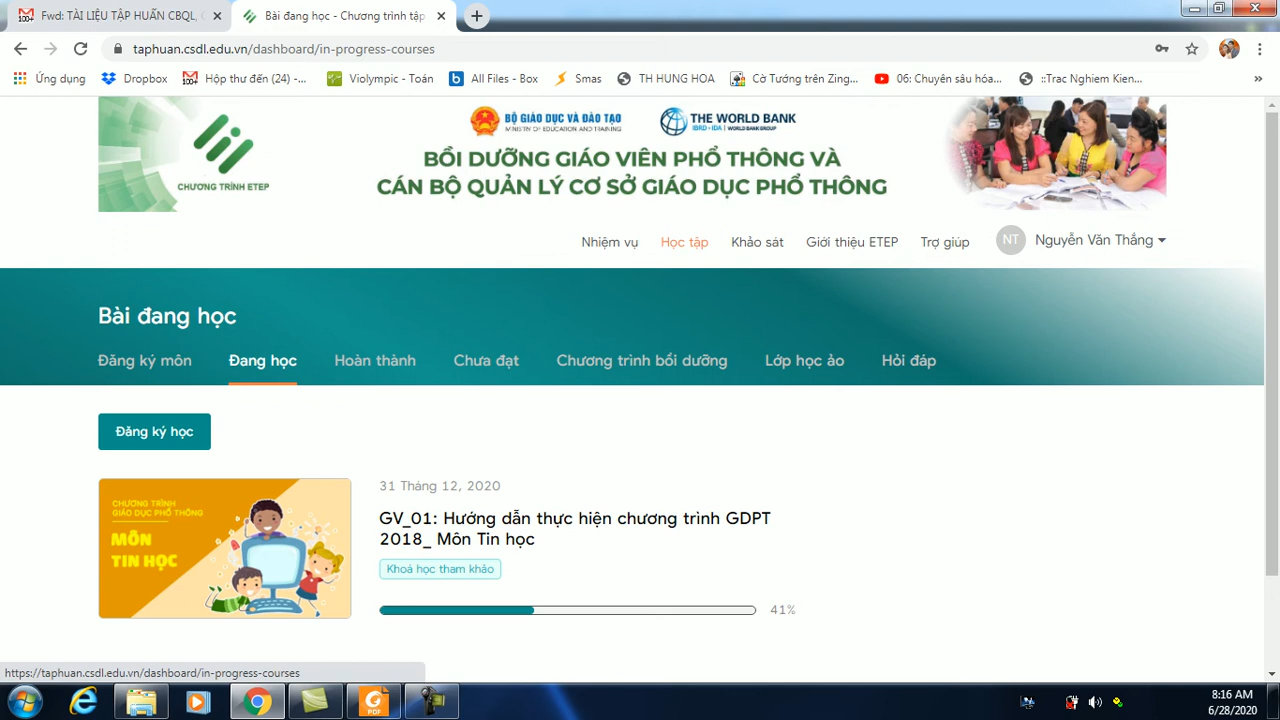 Fwd: TÀI LIỆU TẬP HUẤN CBQL,
Bài đang học - Chương trình tập
taphuan.csdl.edu.vn/dashboard/in-progress-courses
Ứng dụng
Dropbox
Hộp thư đến (24) -...
Violympic - Toán
All Files - Box
Smas
TH HUNG HOA
Cờ Tướng trên Zing...
06: Chuyên sâu hóa...
::Trac Nghiem Kien...
»
BỘ GIÁO DỤC VÀ ĐÀO TẠO
MINISTRY OF EDUCATION AND TRAINING
THE WORLD BANK
IBRD • IDA | WORLD BANK GROUP
BỒI DƯỠNG GIÁO VIÊN PHỔ THÔNG VÀ
CÁN BỘ QUẢN LÝ CƠ SỞ GIÁO DỤC PHỔ THÔNG
CHƯƠNG TRÌNH ETEP
Nhiệm vụ
Học tập
Khảo sát
Giới thiệu ETEP
Trợ giúp
NT
Nguyễn Văn Thắng
Bài đang học
Đăng ký môn
Đang học
Hoàn thành
Chưa đạt
Chương trình bồi dưỡng
Lớp học ảo
Hỏi đáp
Đăng ký học
CHƯƠNG TRÌNH
GIÁO DỤC PHỔ THÔNG
MÔN
TIN HỌC
31 Tháng 12, 2020
GV_01: Hướng dẫn thực hiện chương trình GDPT
2018_ Môn Tin học
Khoá học tham khảo
41%
https://taphuan.csdl.edu.vn/dashboard/in-progress-courses
PDF
8:16 AM
6/28/2020